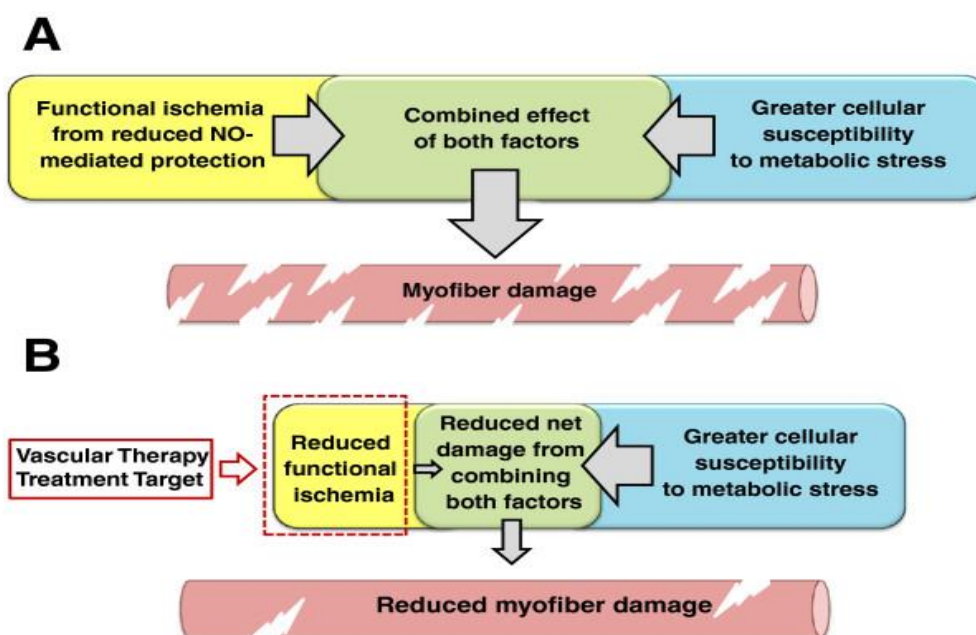 A
Functional ischemia
from reduced NO-
mediated protection
Combined effect
of both factors
Greater cellular
susceptibility
to metabolic stress
Myofiber damage
B
Vascular Therapy
Treatment Target
Reduced
functional
ischemia
Reduced net
damage from
combining
both factors
Greater cellular
susceptibility
to metabolic stress
Reduced myofiber damage